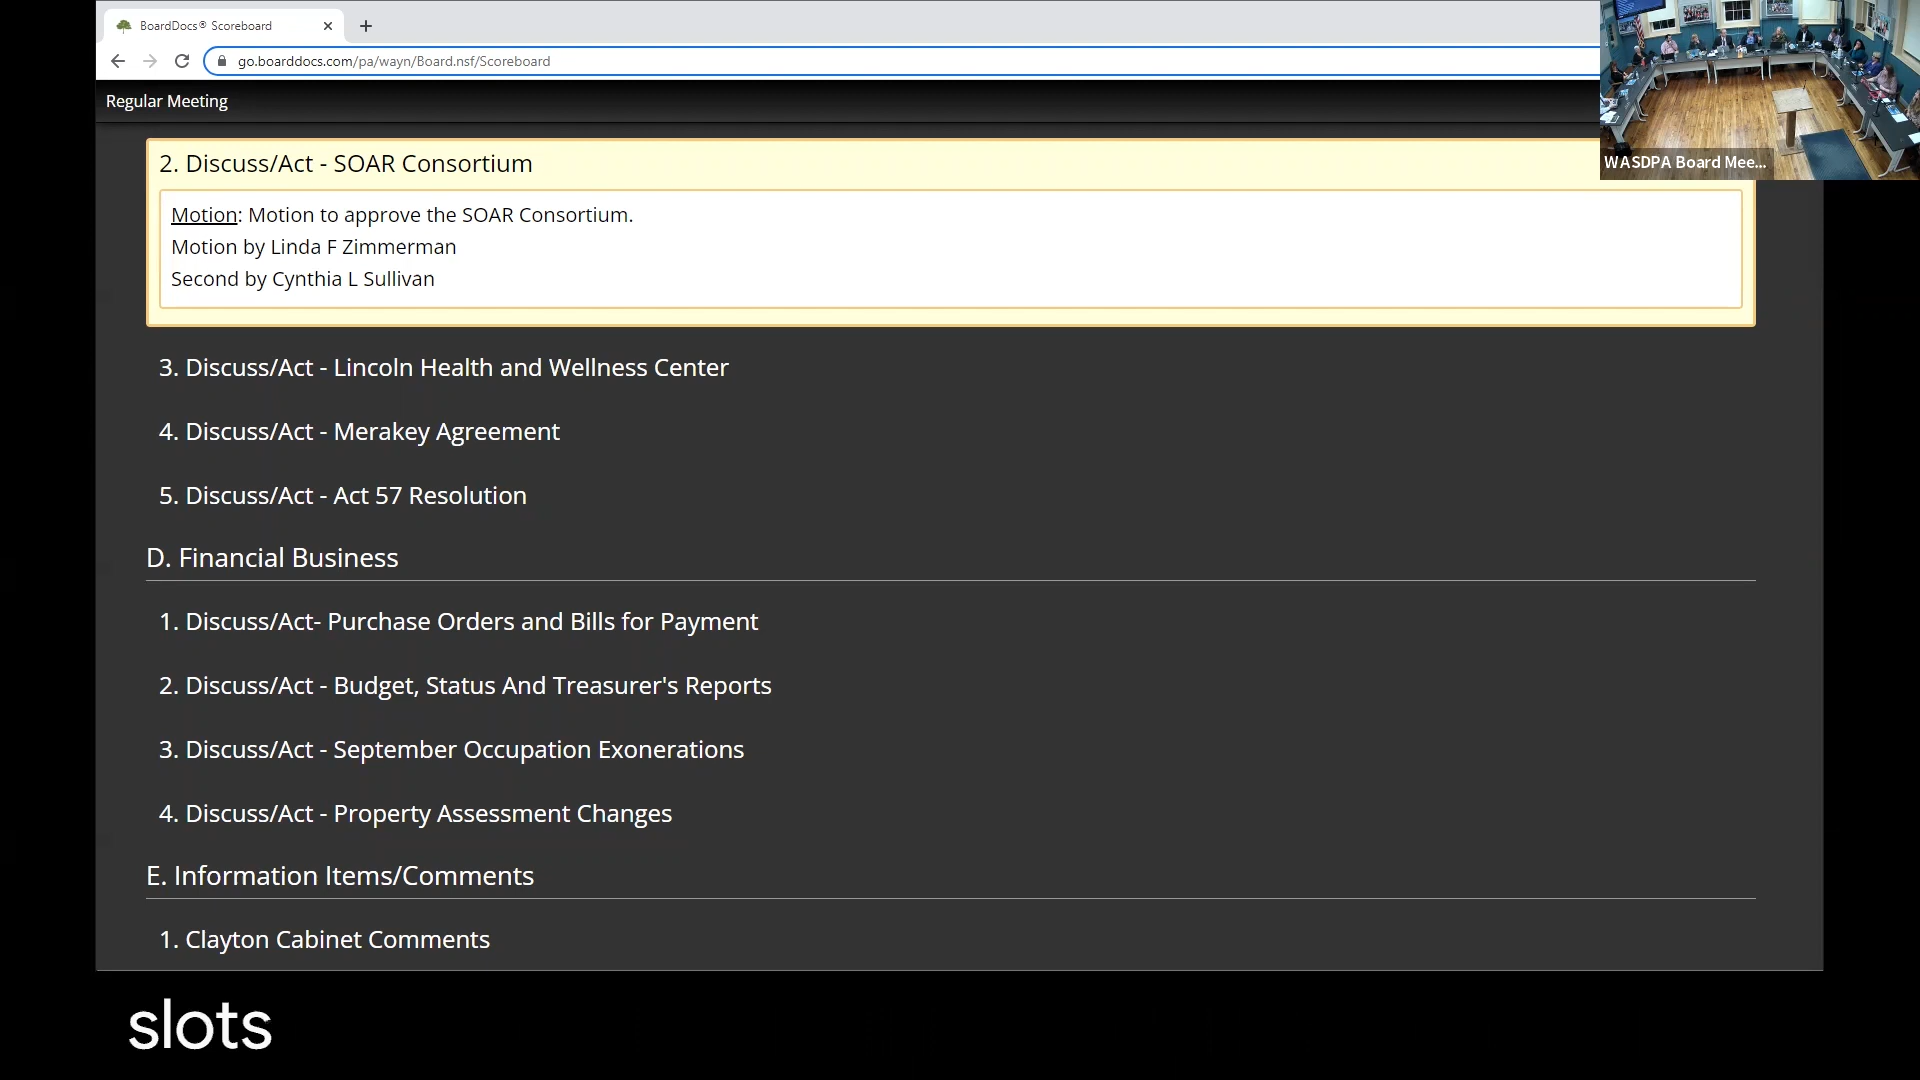 BoardDocs® Scoreboard
go.boarddocs.com/pa/wayn/Board.nsf/Scoreboard
Regular Meeting
WASDPA Board Mee...
2. Discuss/Act - SOAR Consortium
Motion: Motion to approve the SOAR Consortium.
Motion by Linda F Zimmerman
Second by Cynthia L Sullivan
3. Discuss/Act - Lincoln Health and Wellness Center
4. Discuss/Act - Merakey Agreement
5. Discuss/Act - Act 57 Resolution
D. Financial Business
1. Discuss/Act- Purchase Orders and Bills for Payment
2. Discuss/Act - Budget, Status And Treasurer's Reports
3. Discuss/Act - September Occupation Exonerations
4. Discuss/Act - Property Assessment Changes
E. Information Items/Comments
1. Clayton Cabinet Comments
slots